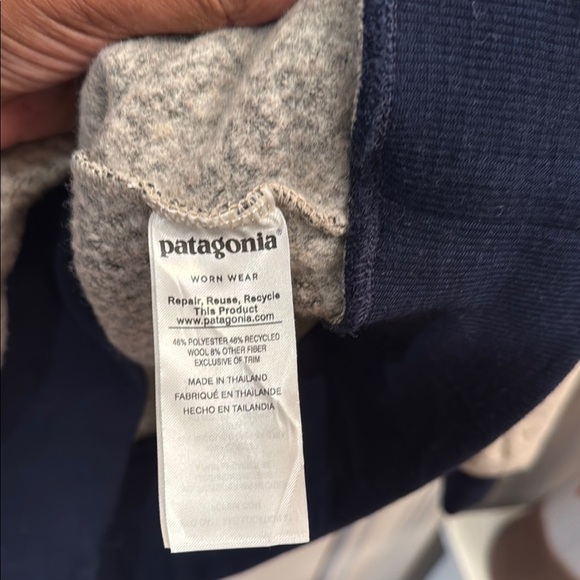 patagonia®
WORN WEAR
Repair, Reuse, Recycle
This Product
www.patagonia.com
46% POLYESTER 46% RECYCLED
WOOL 8% OTHER FIBER
EXCLUSIVE OF TRIM
MADE IN THAILAND
FABRIQUÉ EN THAÏLANDE
HECHO EN TAILANDIA